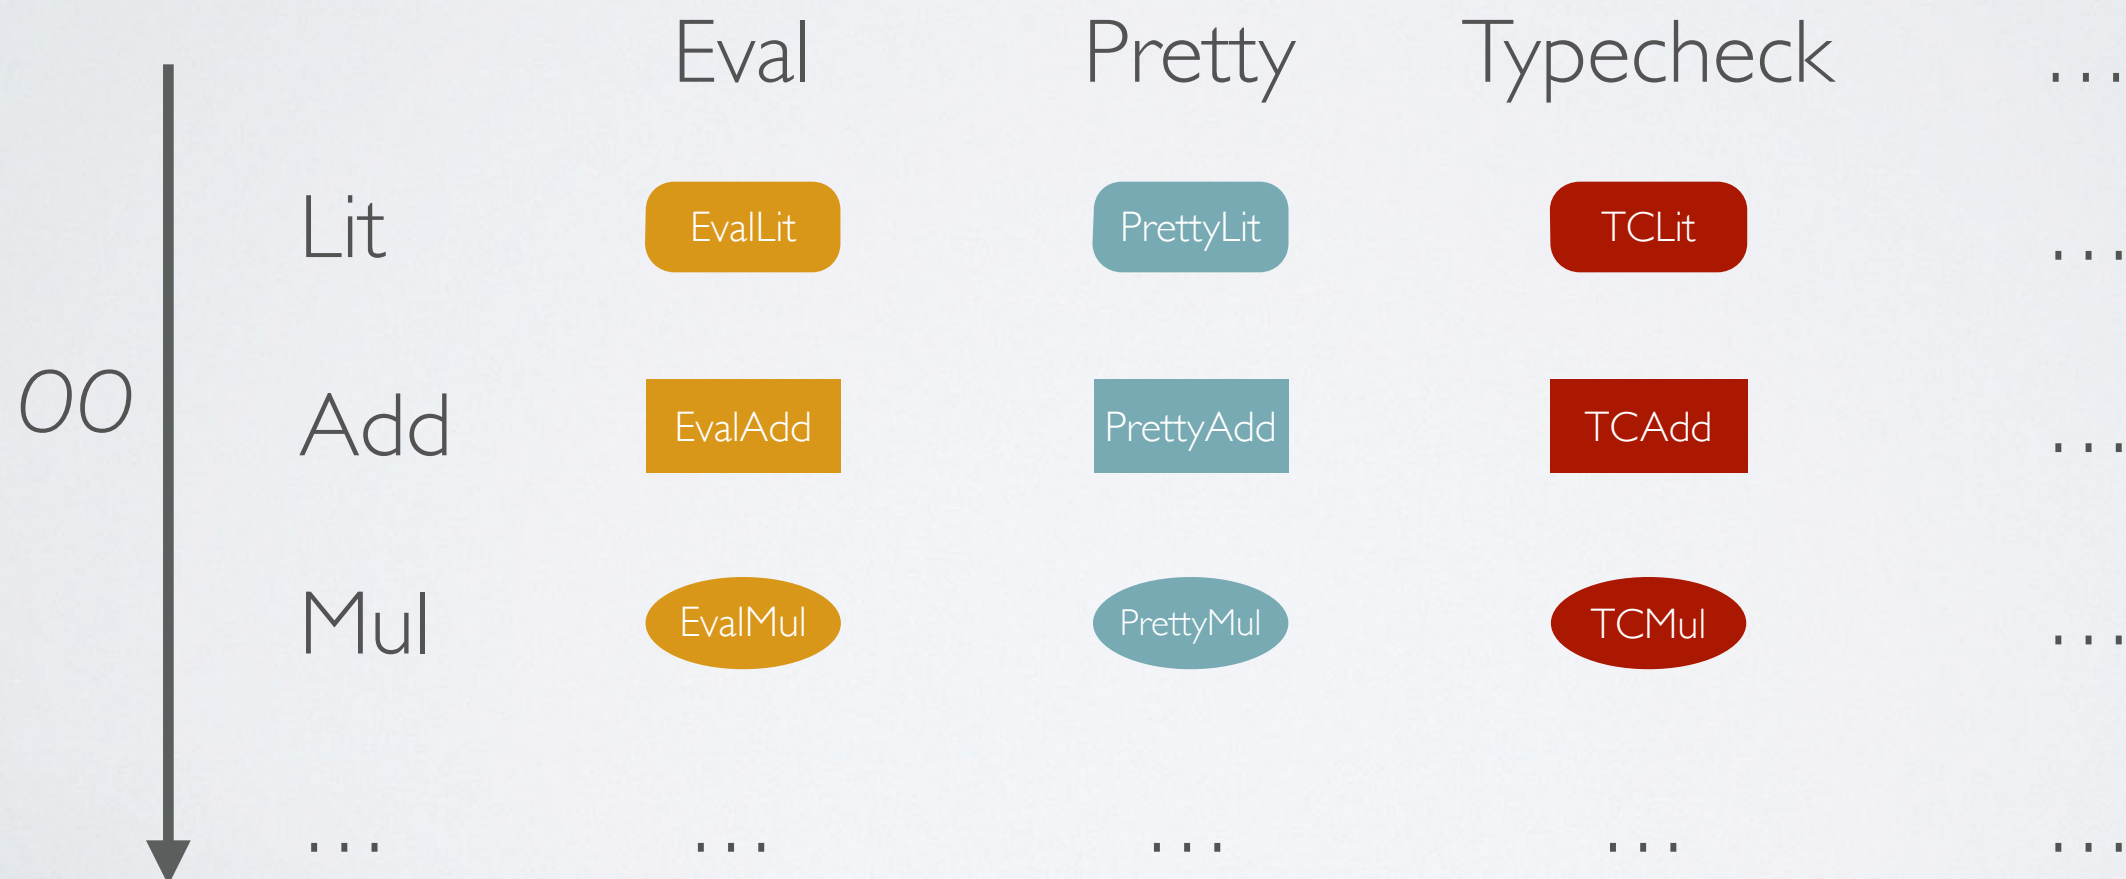 Eval Pretty Typecheck ...
Lit EvalLit PrettyLit TCLit ...
OO
Add EvalAdd PrettyAdd TCAdd ...
Mul EvalMul PrettyMul TCMul ...
... ... ... ... ...